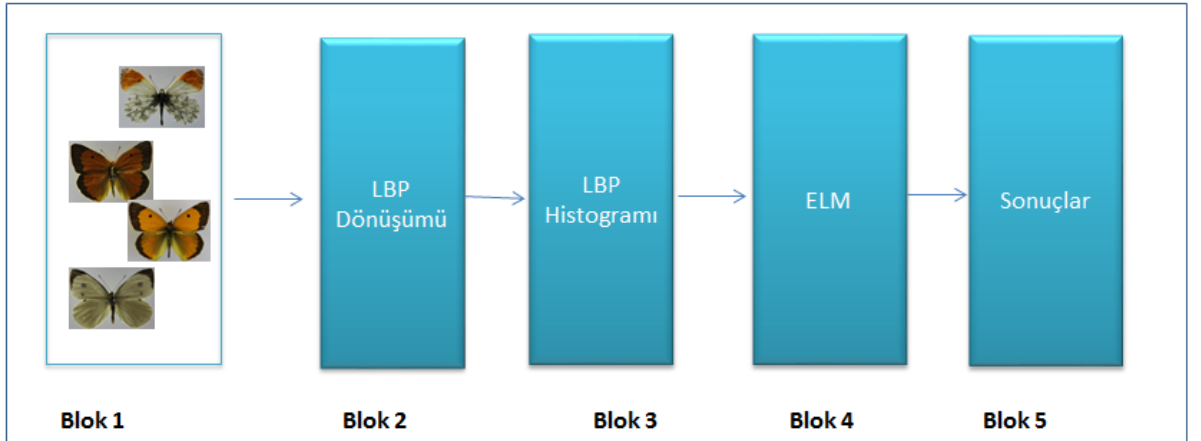 LBP
Dönüşümü
LBP
Histogramı
ELM
Sonuçlar
Blok 1
Blok 2
Blok 3
Blok 4
Blok 5